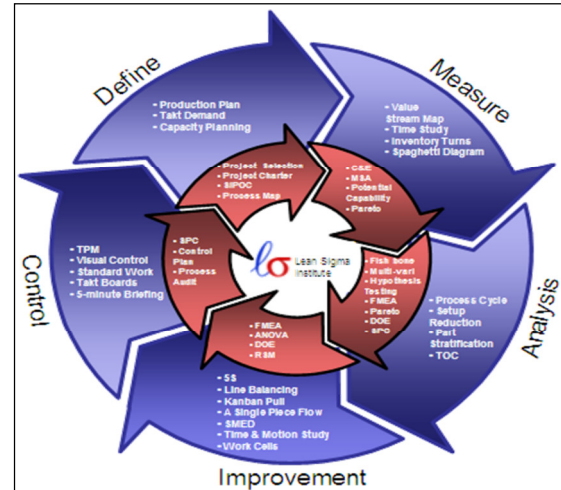 Define
- Production Plan
- Takt Demand
- Capacity Planning
Measure
- Value
Stream Map
- Time Study
- Inventory Turns
- Spaghetti Diagram
- Project Selection
- Project Charter
- SIPOC
- Process Map
- C&E
- MSA
- Potential
Capability
- Pareto
- SPC
- Control
Plan
- Process
Audit
ℓσ Lean Sigma
Institute
- Fish bone
- Multi-vari
- Hypothesis
Testing
- FMEA
- Pareto
- DOE
- SPC
- FMEA
- ANOVA
- DOE
- RSM
Control
- TPM
- Visual Control
- Standard Work
- Takt Boards
- 5-minute Briefing
Analysis
- Process Cycle
- Setup
Reduction
- Part
Stratification
- TOC
- 5S
- Line Balancing
- Kanban Pull
- A Single Piece Flow
- SMED
- Time & Motion Study
- Work Cells
Improvement